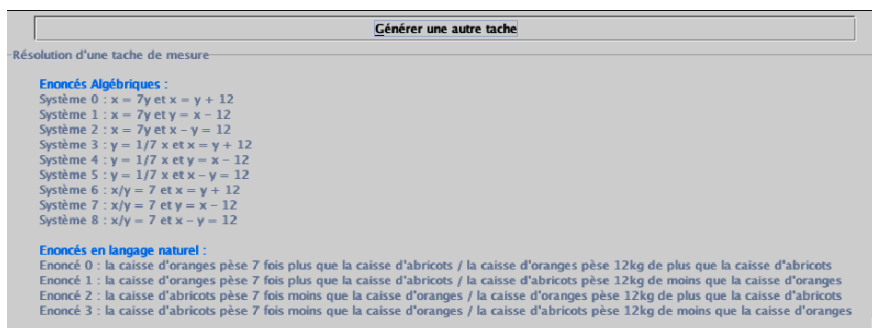 Générer une autre tache
Résolution d'une tache de mesure
Enoncés Algébriques :
Système 0 : x = 7y et x = y + 12
Système 1 : x = 7y et y = x – 12
Système 2 : x = 7y et x – y = 12
Système 3 : y = 1/7 x et x = y + 12
Système 4 : y = 1/7 x et y = x – 12
Système 5 : y = 1/7 x et x – y = 12
Système 6 : x/y = 7 et x = y + 12
Système 7 : x/y = 7 et y = x – 12
Système 8 : x/y = 7 et x – y = 12
Enoncés en langage naturel :
Enoncé 0 : la caisse d'oranges pèse 7 fois plus que la caisse d'abricots / la caisse d'oranges pèse 12kg de plus que la caisse d'abricots
Enoncé 1 : la caisse d'oranges pèse 7 fois plus que la caisse d'abricots / la caisse d'abricots pèse 12kg de moins que la caisse d'oranges
Enoncé 2 : la caisse d'abricots pèse 7 fois moins que la caisse d'oranges / la caisse d'oranges pèse 12kg de plus que la caisse d'abricots
Enoncé 3 : la caisse d'abricots pèse 7 fois moins que la caisse d'oranges / la caisse d'abricots pèse 12kg de moins que la caisse d'oranges